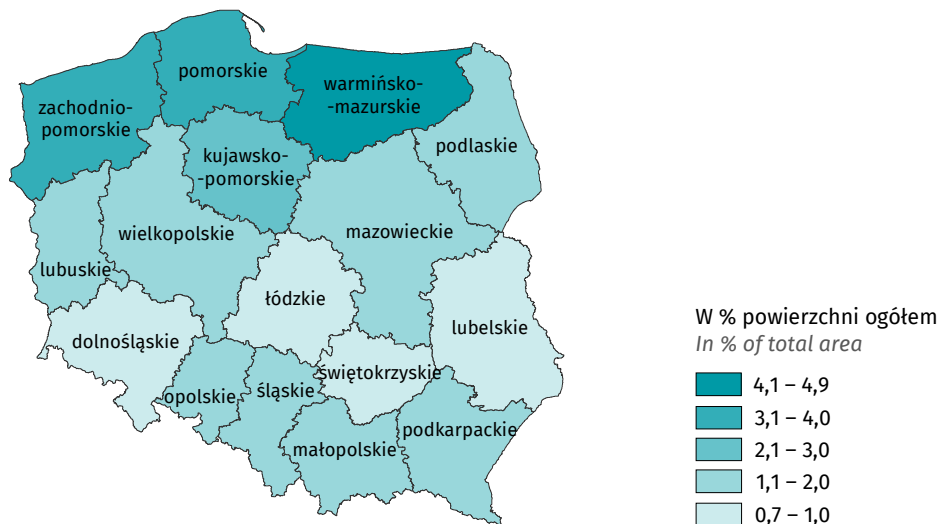 pomorskie
warmińsko-
-mazurskie
zachodnio-
pomorskie
podlaskie
kujawsko-
-pomorskie
wielkopolskie
mazowieckie
lubuskie
łódzkie
lubelskie
dolnośląskie
świętokrzyskie
opolskie
śląskie
podkarpackie
małopolskie
W % powierzchni ogółem
In % of total area
4,1 – 4,9
3,1 – 4,0
2,1 – 3,0
1,1 – 2,0
0,7 – 1,0